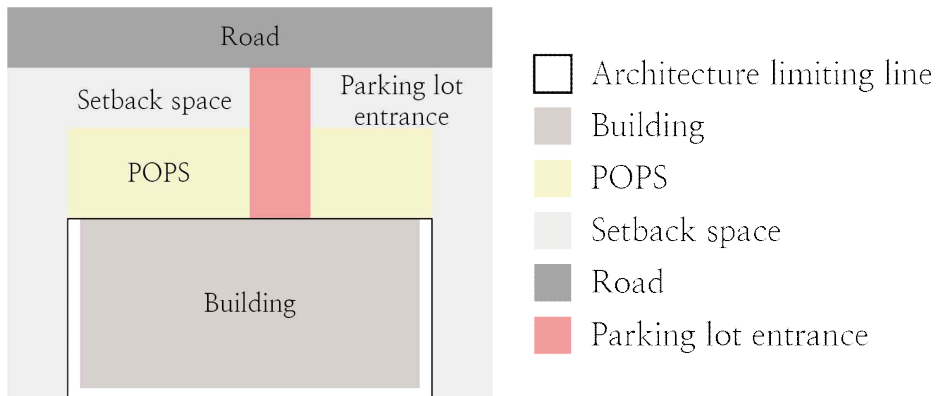 Road
Setback space
Parking lot
entrance
POPS
Building
Architecture limiting line
Building
POPS
Setback space
Road
Parking lot entrance